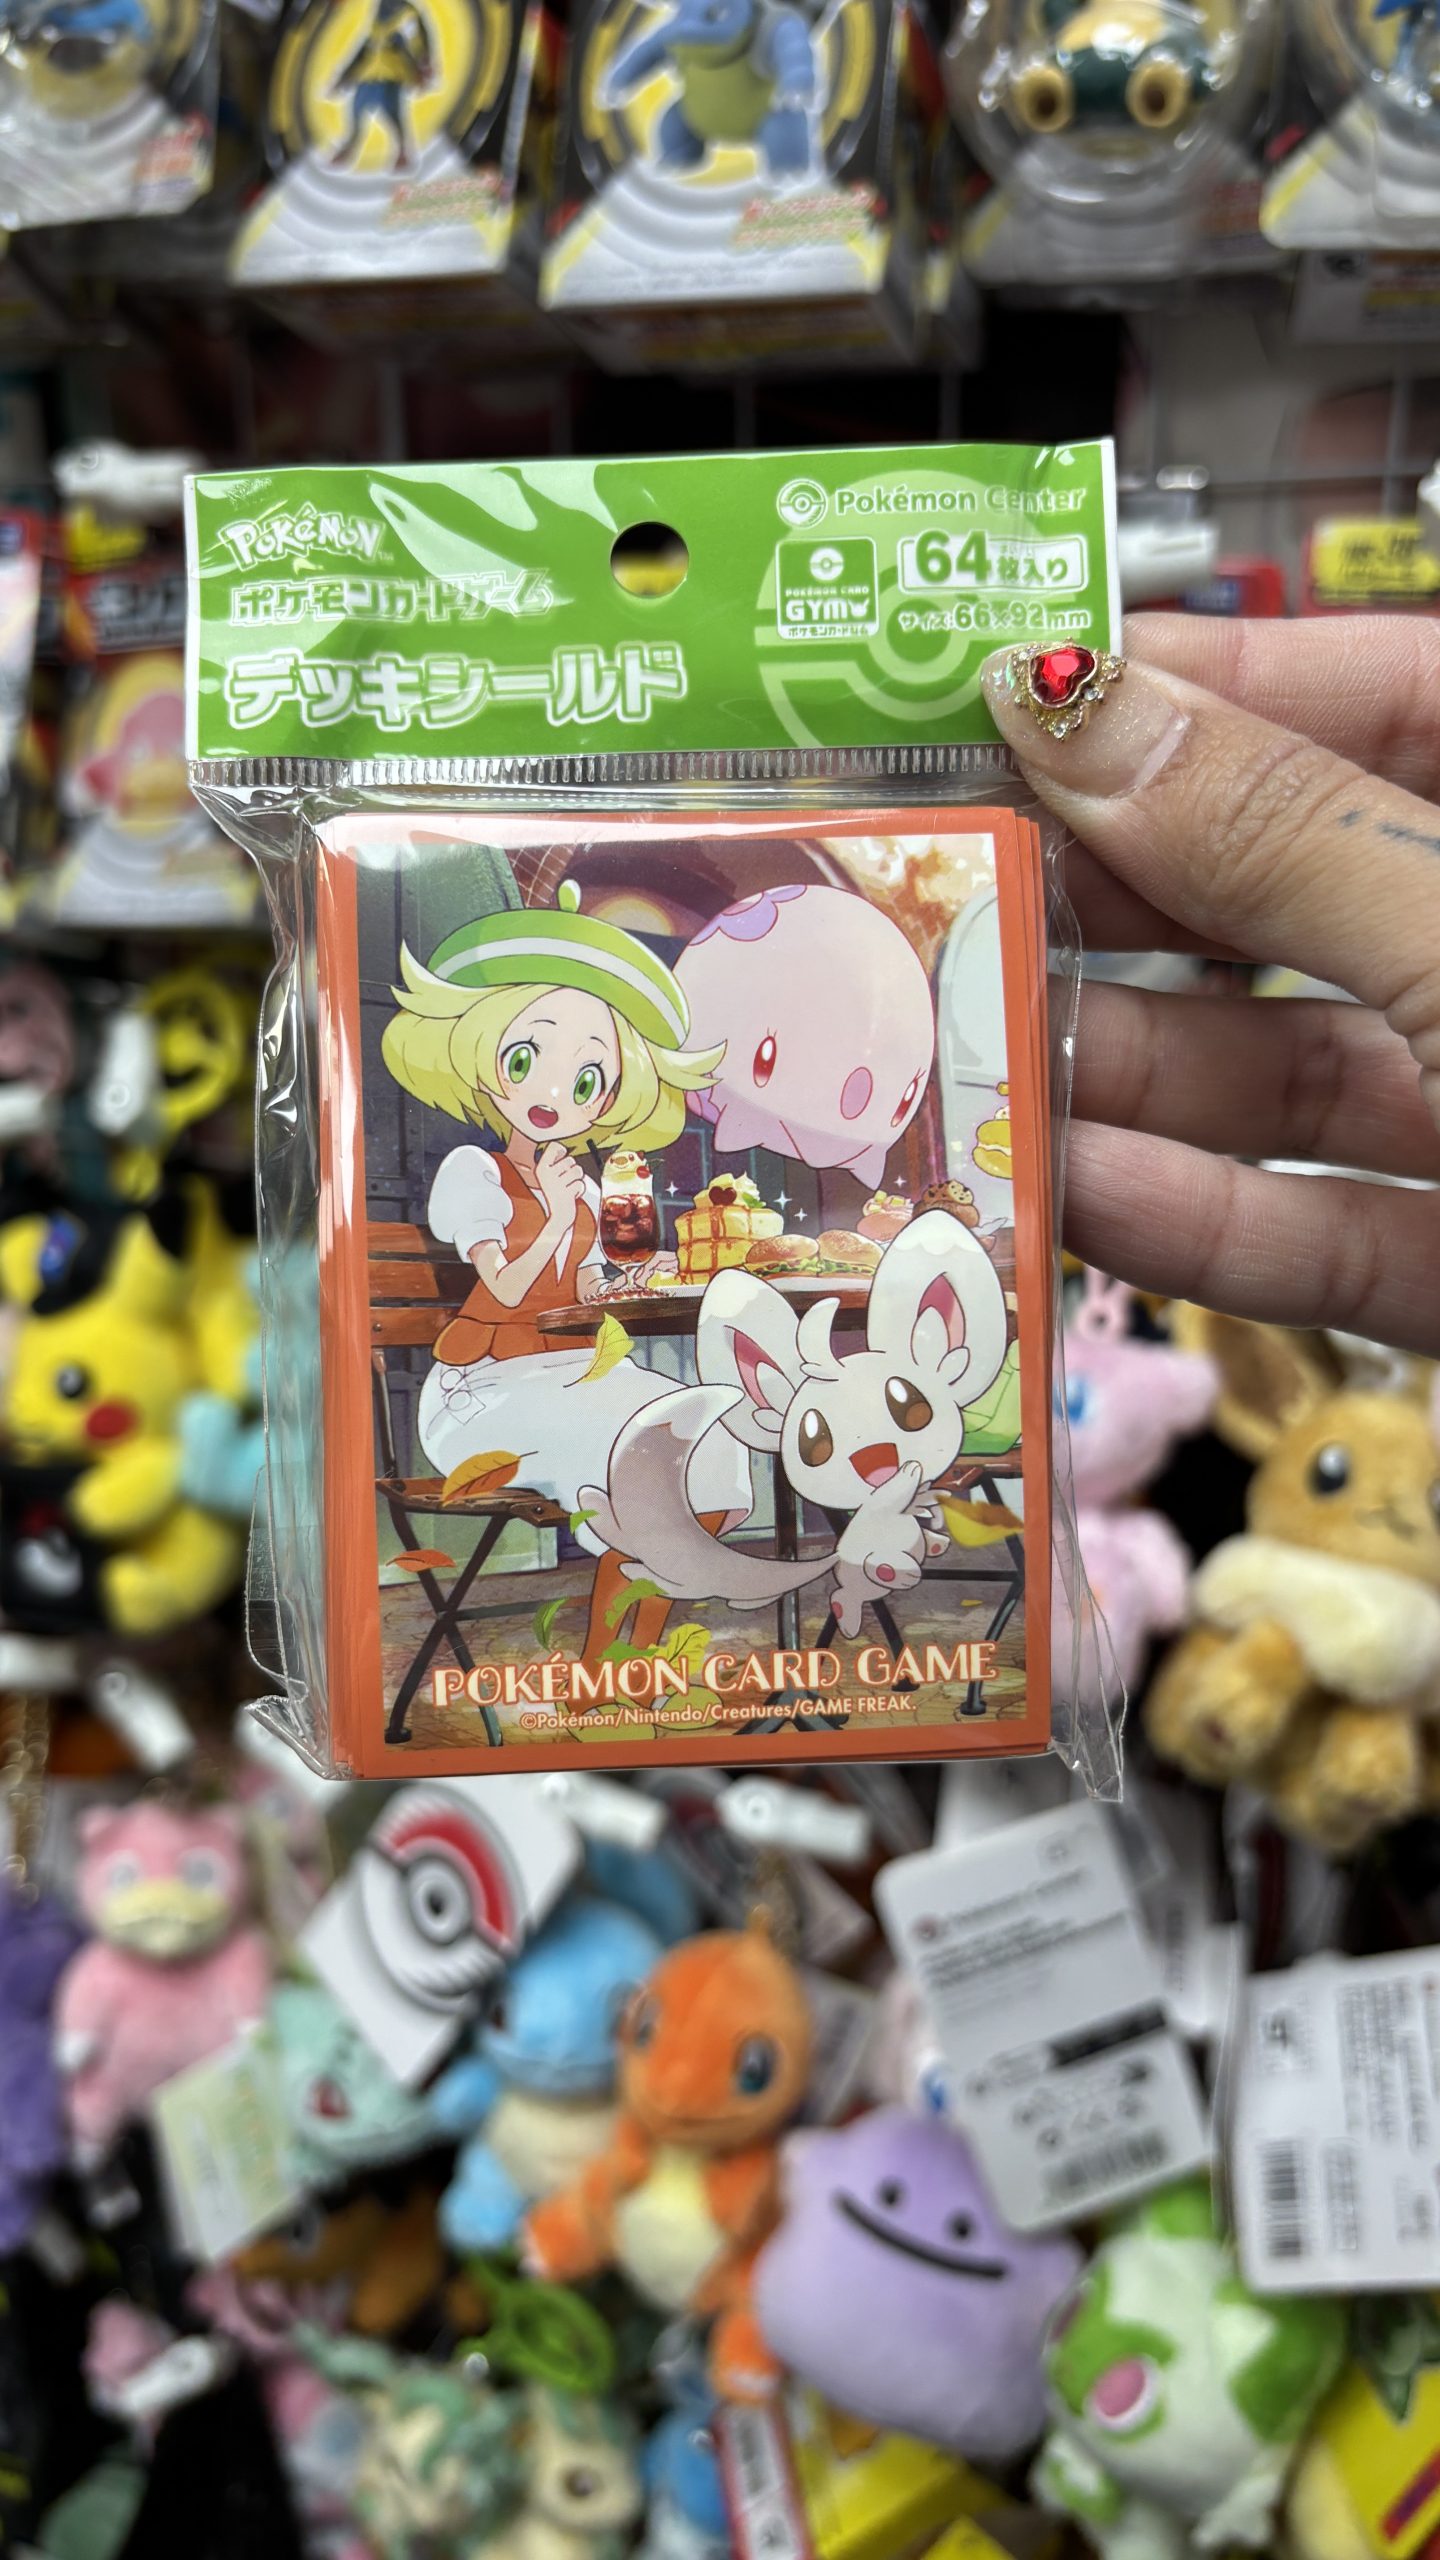 Pokémon
ポケモンカードゲーム
デッキシールド
Pokémon Center
POKÉMON CARD
GYM
ポケモンカードジム
64枚入り
サイズ:66×92mm
POKÉMON CARD GAME
©Pokémon/Nintendo/Creatures/GAME FREAK.